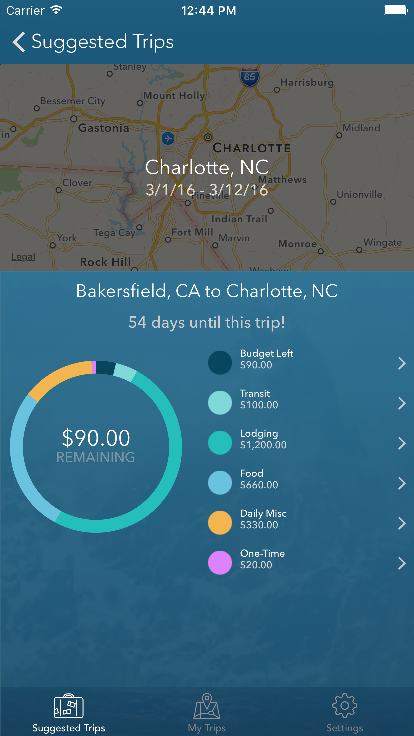 Carrier 12:44 PM
Suggested Trips
Stanley
Harrisburg
65
Bessemer City
Mount Holly
Gastonia
Midland
CHARLOTTE
Charlotte, NC
Matthews
Clover
3/1/16 - 3/12/16
Pineville
Unionville
Indian Trail
Tega Cay
Fort Mill
York
Marvin
Monroe
Wingate
Legal
Rock Hill
Bakersfield, CA to Charlotte, NC
54 days until this trip!
Budget Left
$90.00
Transit
$100.00
Lodging
$1,200.00
$90.00
REMAINING
Food
$660.00
Daily Misc
$330.00
One-Time
$20.00
Suggested Trips
My Trips
Settings